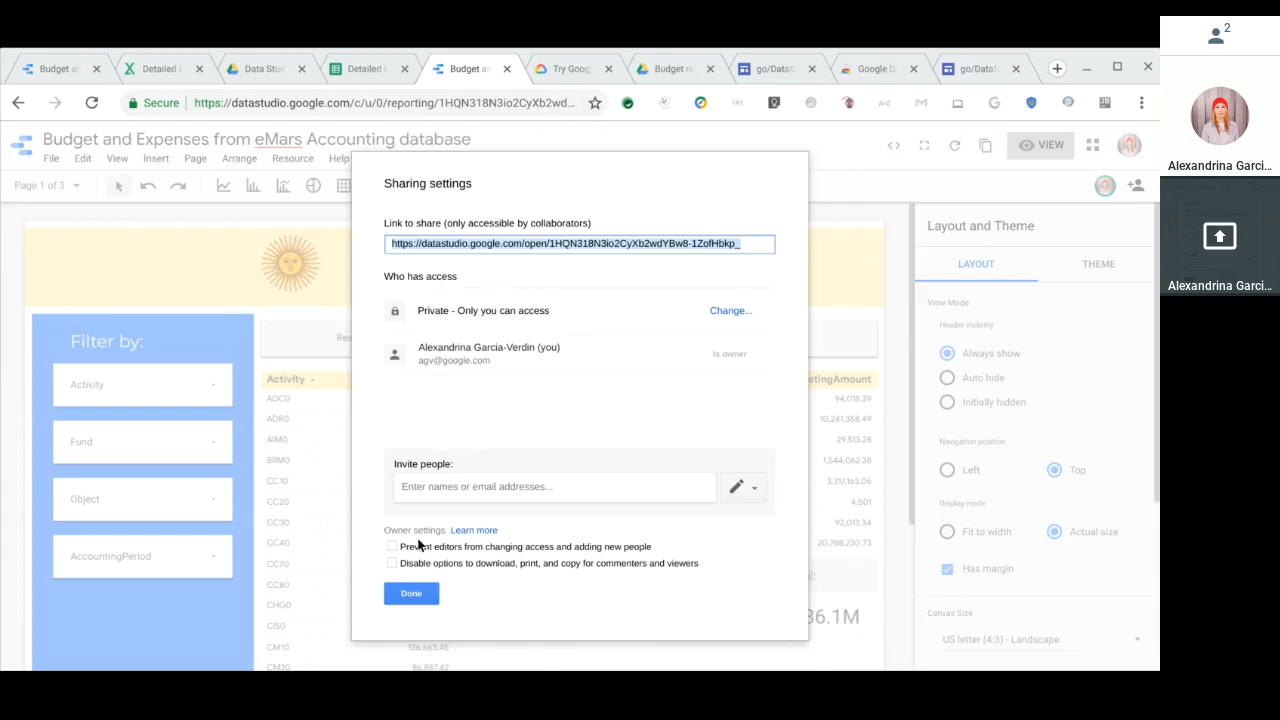 Budget ar
Detailed I
Data Stu
Detailed E
Budget ar
Try Goog
Budget re
go/DataS
Google D
go/DataS
2
Secure
https://datastudio.google.com/c/u/0/reporting/1HQN318N3io2CyXb2wd...
Budget and Expenses from eMars Accounting database
File Edit View Insert Page Arrange Resource Help
VIEW
Page 1 of 3
Sharing settings
Link to share (only accessible by collaborators)
https://datastudio.google.com/open/1HQN318N3io2CyXb2wdYBw8-1ZofHbkp_
Who has access
Private - Only you can access
Change...
Alexandrina Garcia-Verdin (you)
agv@google.com
Is owner
Invite people:
Enter names or email addresses...
Owner settings Learn more
Prevent editors from changing access and adding new people
Disable options to download, print, and copy for commenters and viewers
Done
Filter by:
Activity
Fund
Object
AccountingPeriod
Res
Activity
stingAmount
ADC0
94,018.29
ADR0
10,241,358.49
AIM0
29,513.28
BRM0
1,544,062.38
CC10
3,317,163.06
CC20
4,501
CC30
92,013.34
CC40
20,788,230.73
CC70
CC80
CHG0
CI50
CM10
136,663.45
CM20
86,887.42
36.1M
Layout and Theme
LAYOUT
THEME
View Mode
Header visibility
Always show
Auto hide
Initially hidden
Navigation position
Left
Top
Display mode
Fit to width
Actual size
Has margin
Canvas Size
US letter (4:3) - Landscape
Alexandrina Garci...
Alexandrina Garci...